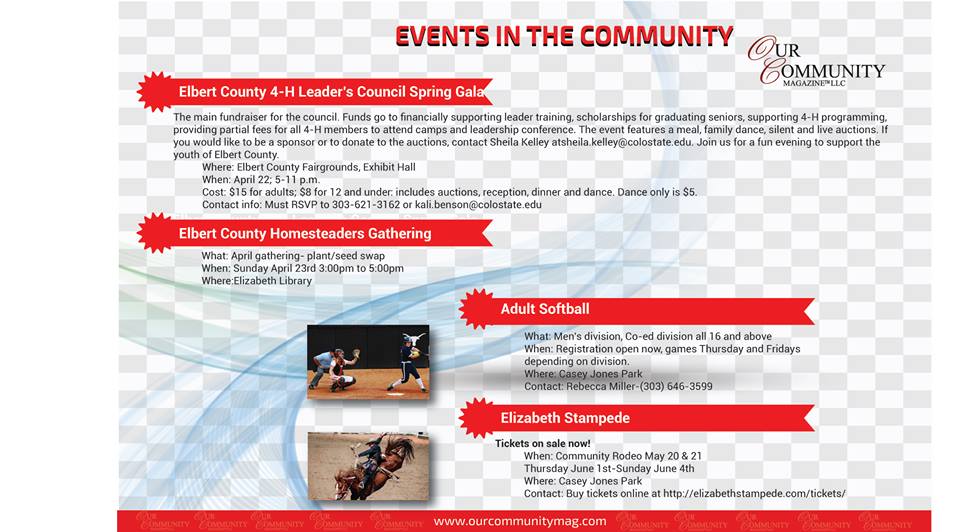 EVENTS IN THE COMMUNITY
OUR
COMMUNITY
MAGAZINE™LLC
Elbert County 4-H Leader's Council Spring Gala
The main fundraiser for the council. Funds go to financially supporting leader training, scholarships for graduating seniors, supporting 4-H programming,
providing partial fees for all 4-H members to attend camps and leadership conference. The event features a meal, family dance, silent and live auctions. If
you would like to be a sponsor or to donate to the auctions, contact Sheila Kelley atsheila.kelley@colostate.edu. Join us for a fun evening to support the
youth of Elbert County.
Where: Elbert County Fairgrounds, Exhibit Hall
When: April 22; 5-11 p.m.
Cost: $15 for adults; $8 for 12 and under: includes auctions, reception, dinner and dance. Dance only is $5.
Contact info: Must RSVP to 303-621-3162 or kali.benson@colostate.edu
Elbert County Homesteaders Gathering
What: April gathering- plant/seed swap
When: Sunday April 23rd 3:00pm to 5:00pm
Where:Elizabeth Library
Adult Softball
What: Men's division, Co-ed division all 16 and above
When: Registration open now, games Thursday and Fridays
depending on division.
Where: Casey Jones Park
Contact: Rebecca Miller-(303) 646-3599
Elizabeth Stampede
Tickets on sale now!
When: Community Rodeo May 20 & 21
Thursday June 1st-Sunday June 4th
Where: Casey Jones Park
Contact: Buy tickets online at http://elizabethstampede.com/tickets/
www.ourcommunitymag.com